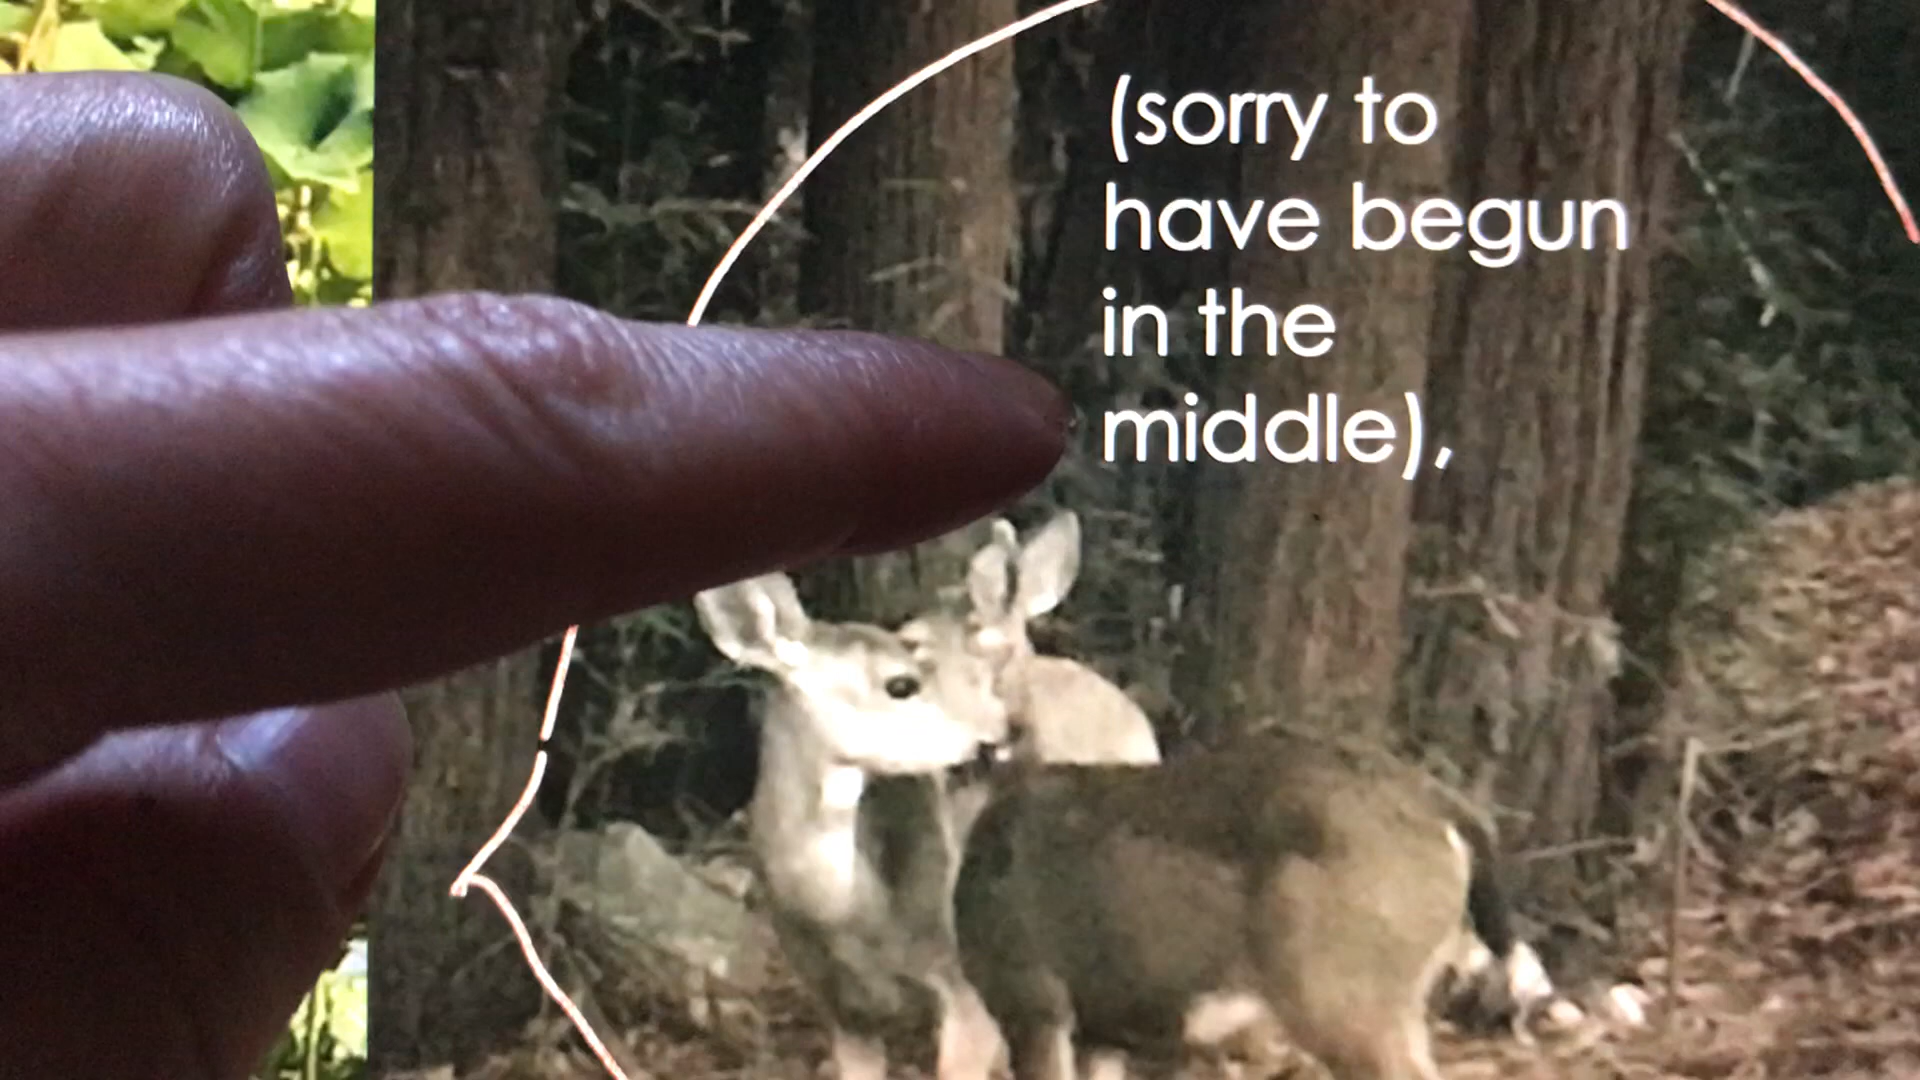 (sorry to
have begun
in the
middle),